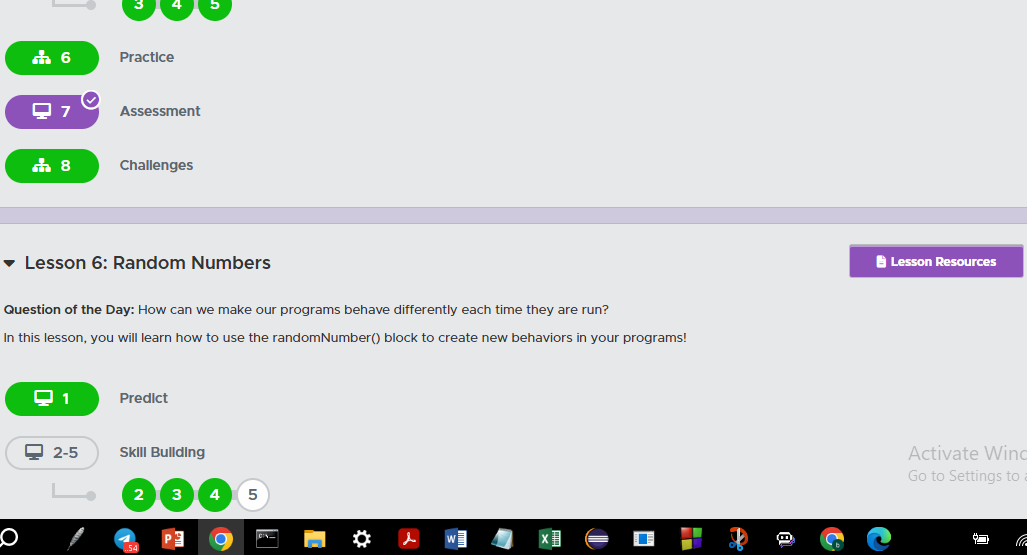 3 4 5
6 Practice
7 Assessment
8 Challenges
Lesson 6: Random Numbers
Lesson Resources
Question of the Day: How can we make our programs behave differently each time they are run?
In this lesson, you will learn how to use the randomNumber() block to create new behaviors in your programs!
1 Predict
2-5 Skill Building
Activate Winc
Go to Settings to a
2 3 4 5
.54